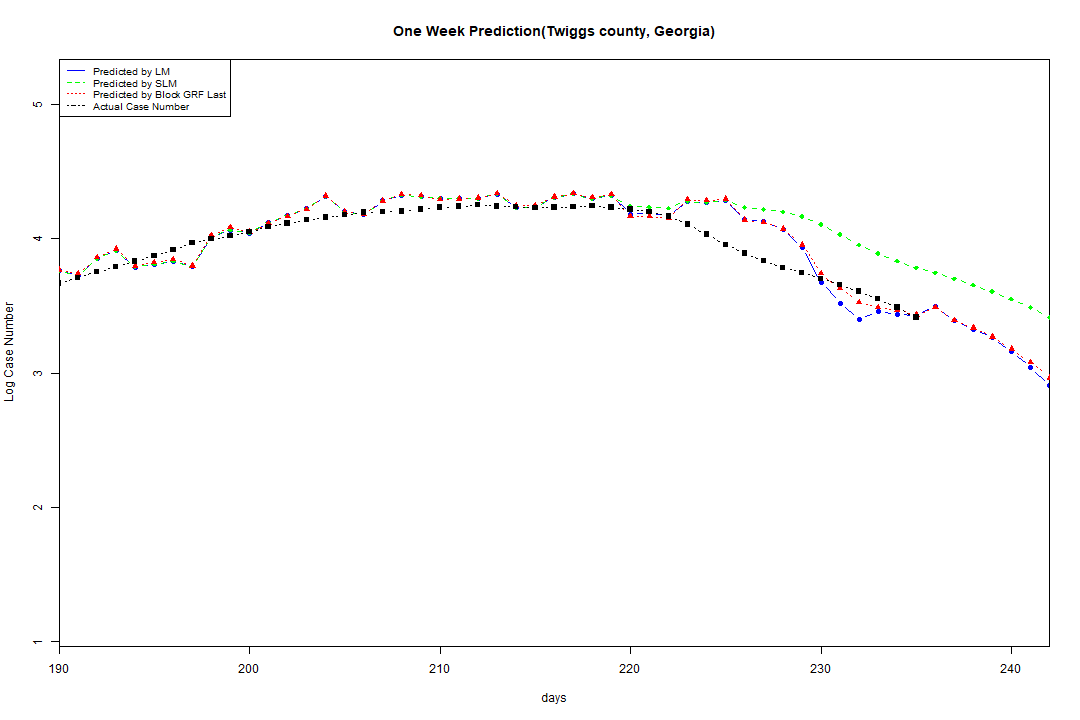 One Week Prediction(Twiggs county, Georgia)
Predicted by LM
Predicted by SLM
Predicted by Block GRF Last
Actual Case Number
5
4
3
2
1
Log Case Number
190 200 210 220 230 240
days